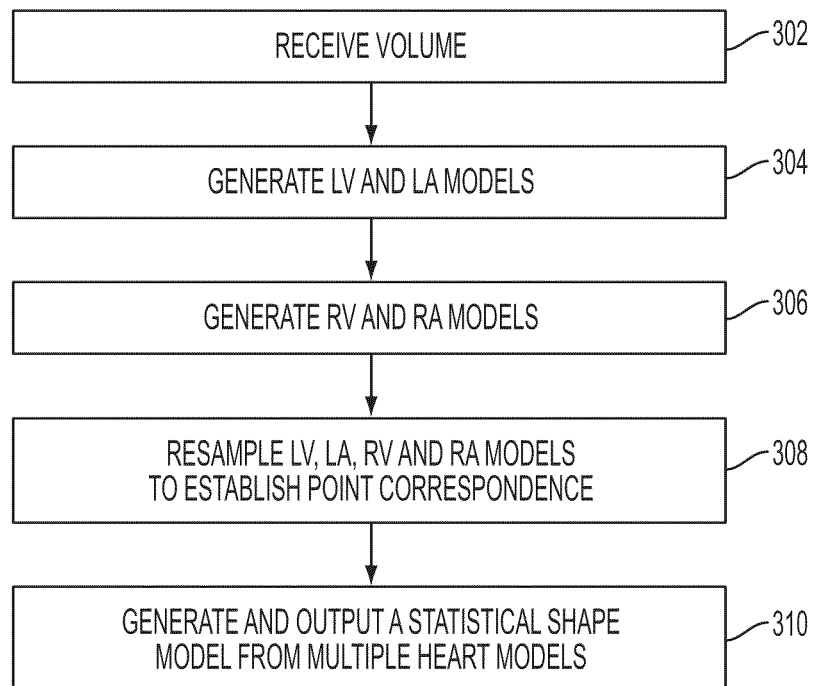 RECEIVE VOLUME
302
GENERATE LV AND LA MODELS
304
GENERATE RV AND RA MODELS
306
RESAMPLE LV, LA, RV AND RA MODELS
TO ESTABLISH POINT CORRESPONDENCE
308
GENERATE AND OUTPUT A STATISTICAL SHAPE
MODEL FROM MULTIPLE HEART MODELS
310